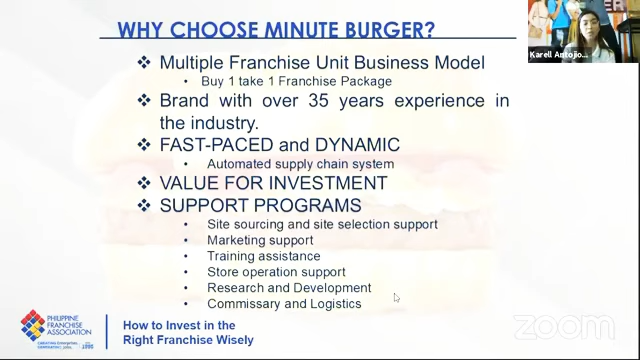 WHY CHOOSE MINUTE BURGER?
Karell Antojio...
❖ Multiple Franchise Unit Business Model
• Buy 1 take 1 Franchise Package
❖ Brand with over 35 years experience in
the industry.
❖ FAST-PACED and DYNAMIC
• Automated supply chain system
❖ VALUE FOR INVESTMENT
❖ SUPPORT PROGRAMS
• Site sourcing and site selection support
• Marketing support
• Training assistance
• Store operation support
• Research and Development
• Commissary and Logistics
PHILIPPINE
FRANCHISE
ASSOCIATION
How to Invest in the
Right Franchise Wisely
zoom